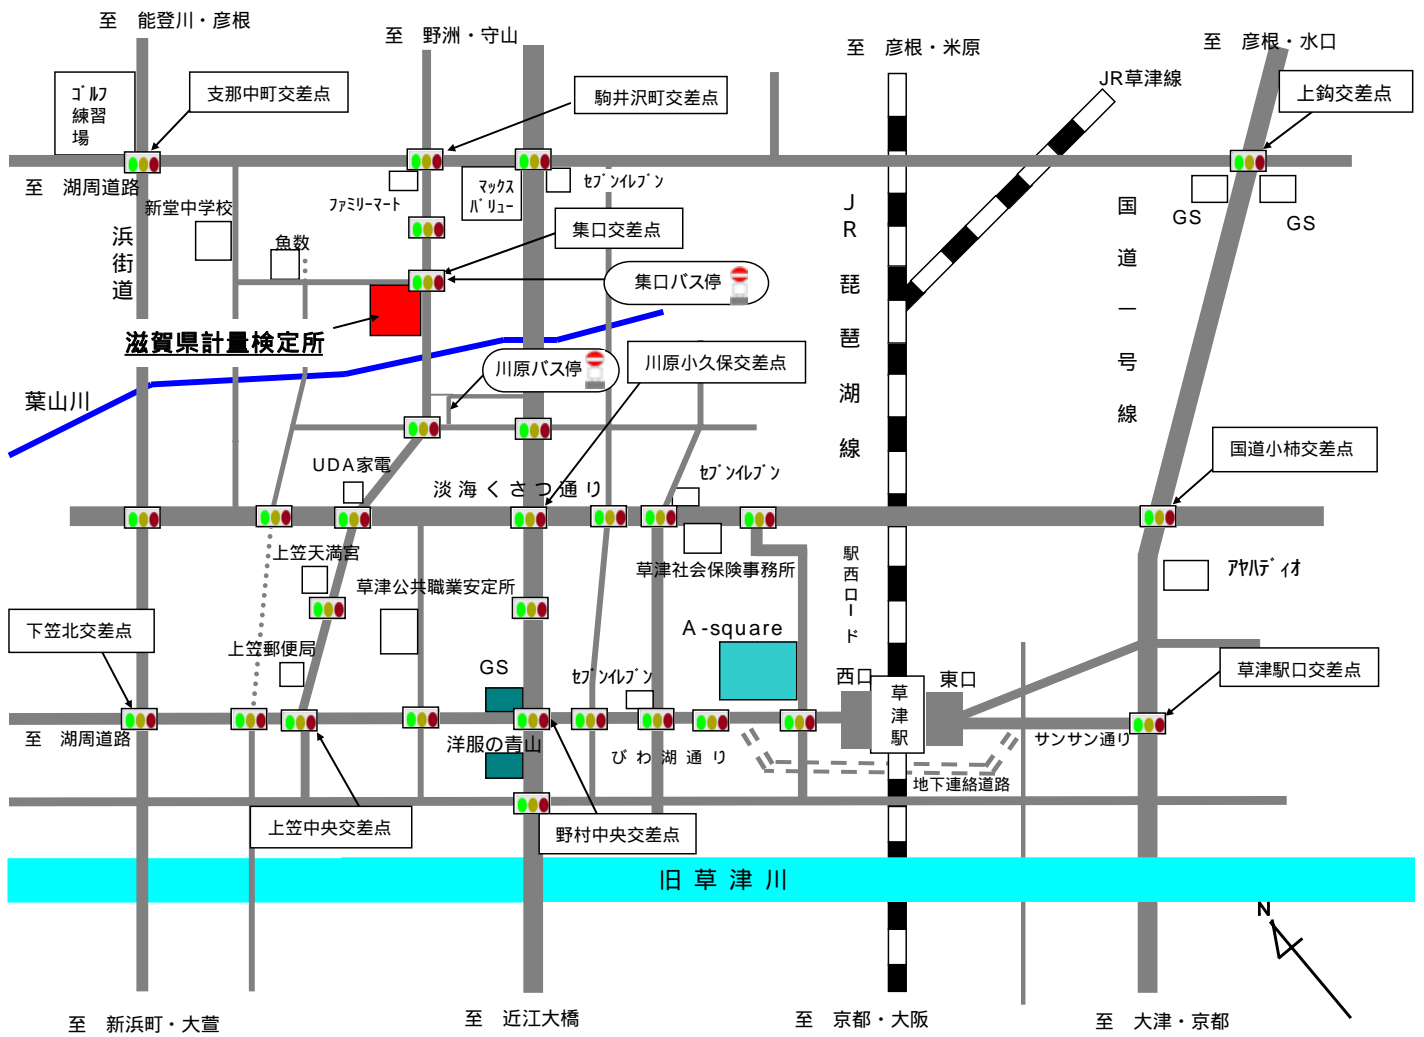 至　能登川・彦根
至　野洲・守山
至　彦根・米原
至　彦根・水口
JR草津線
ｺﾞﾙﾌ
練習
場
支那中町交差点
駒井沢町交差点
上鈎交差点
至　湖周道路
新堂中学校
ﾌｧﾐﾘｰﾏｰﾄ
ﾏｯｸｽ
ﾊﾞﾘｭｰ
ｾﾌﾞﾝｲﾚﾌﾞﾝ
GS
GS
浜街道
魚数
集口交差点
集口バス停
JR琵琶湖線
国道一号線
滋賀県計量検定所
川原バス停
川原小久保交差点
葉山川
UDA家電
淡海くさつ通り
ｾﾌﾞﾝｲﾚﾌﾞﾝ
国道小柿交差点
上笠天満宮
草津公共職業安定所
草津社会保険事務所
駅西ロード
ｱﾔﾊﾃﾞｨｵ
下笠北交差点
上笠郵便局
GS
ｾﾌﾞﾝｲﾚﾌﾞﾝ
A-square
西口
草津駅
東口
草津駅口交差点
至　湖周道路
洋服の青山
びわ湖通り
サンサン通り
地下連絡道路
上笠中央交差点
野村中央交差点
旧草津川
N
至　新浜町・大萱
至　近江大橋
至　京都・大阪
至　大津・京都